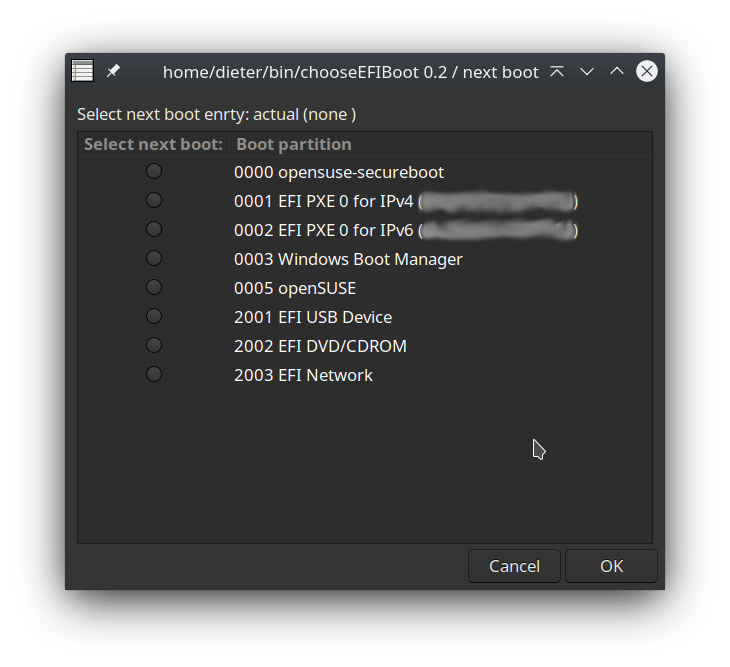 home/dieter/bin/chooseEFIBoot 0.2 / next boot
Select next boot enrty: actual (none )
Select next boot: Boot partition
0000 opensuse-secureboot
0001 EFI PXE 0 for IPv4 ( )
0002 EFI PXE 0 for IPv6 ( )
0003 Windows Boot Manager
0005 openSUSE
2001 EFI USB Device
2002 EFI DVD/CDROM
2003 EFI Network
Cancel OK